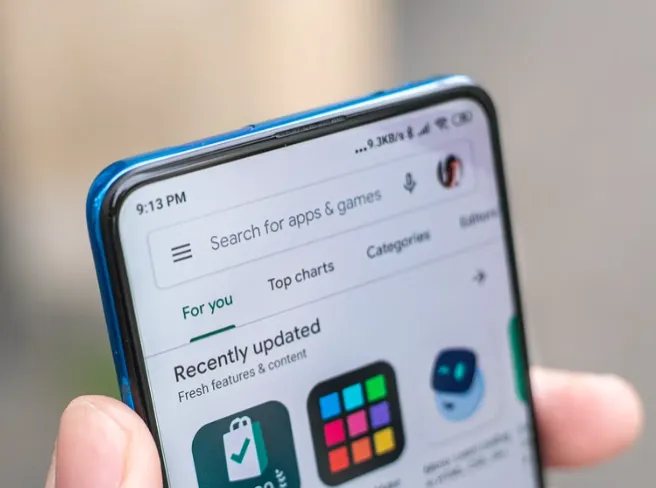 9:13 PM
...9.3KB/s
Search for apps & games
For you
Top charts
Categories
Editors
Recently updated
Fresh features & content